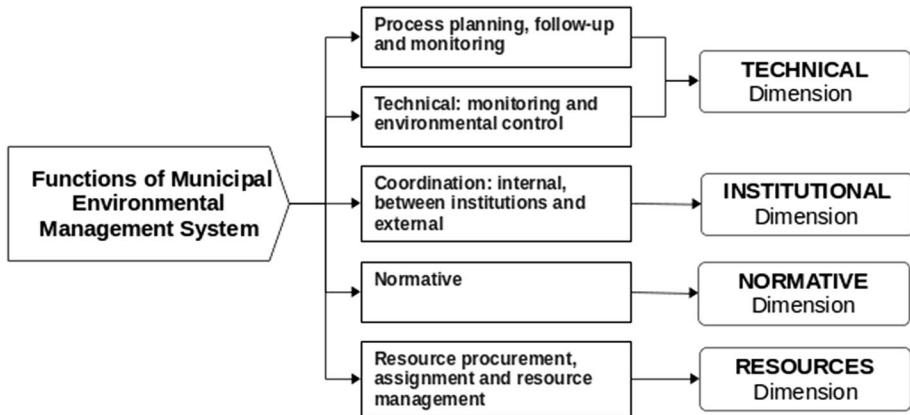 Functions of Municipal
Environmental
Management System
Process planning, follow-up
and monitoring
Technical: monitoring and
environmental control
Coordination: internal,
between institutions and
external
Normative
Resource procurement,
assignment and resource
management
TECHNICAL
Dimension
INSTITUTIONAL
Dimension
NORMATIVE
Dimension
RESOURCES
Dimension